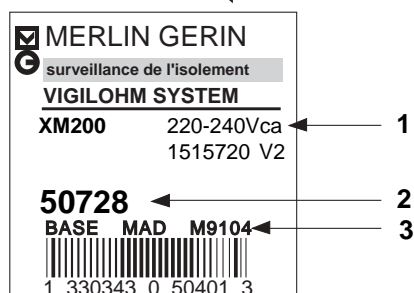 MERLIN GERIN
surveillance de l'isolement
VIGILOHM SYSTEM
XM200 220-240Vca 1
1515720 V2
50728 2
BASE MAD M9104 3
1 330343 0 50401 3